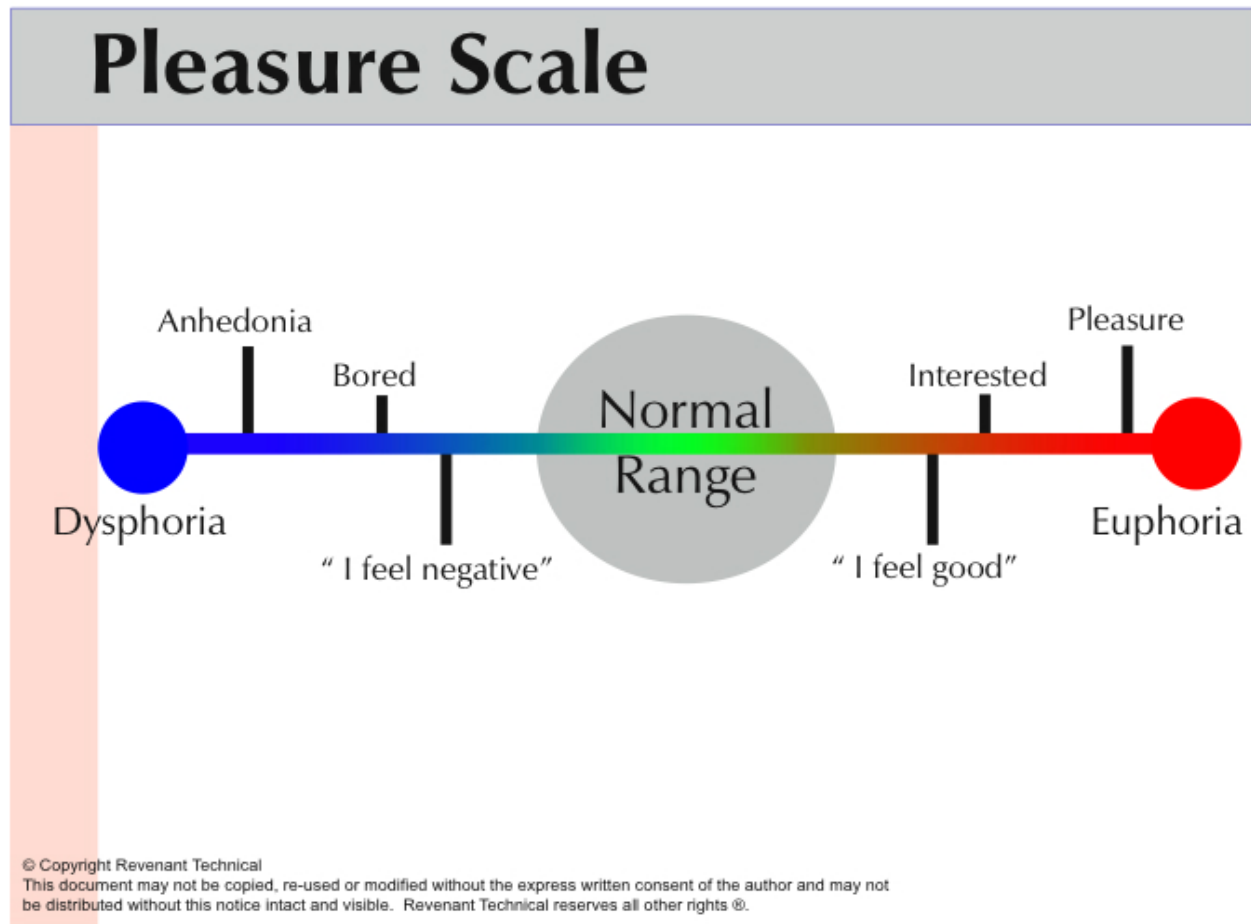 Pleasure Scale
Anhedonia
Pleasure
Bored
Interested
Normal
Range
Dysphoria
Euphoria
“ I feel negative”
“ I feel good”
© Copyright Revenant Technical
This document may not be copied, re-used or modified without the express written consent of the author and may not
be distributed without this notice intact and visible.  Revenant Technical reserves all other rights ®.